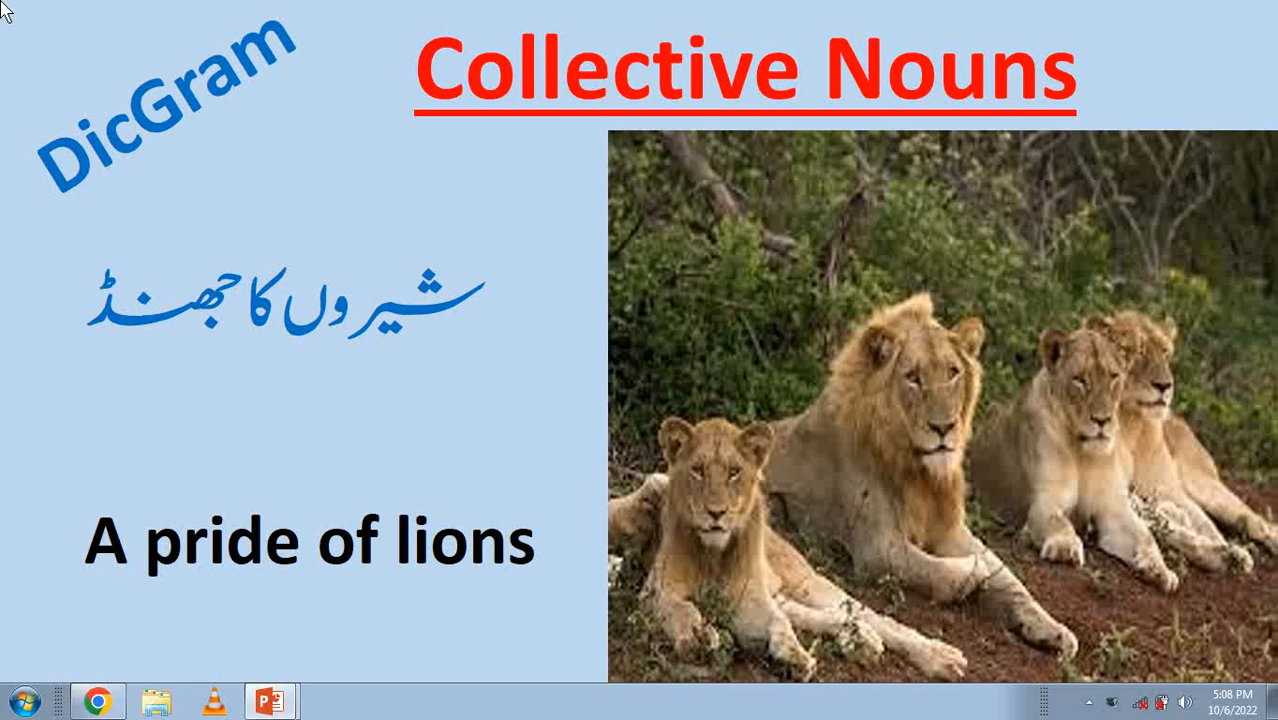 DicGram
Collective Nouns
شیروں کا جھنڈ
A pride of lions
5:08 PM
10/6/2022